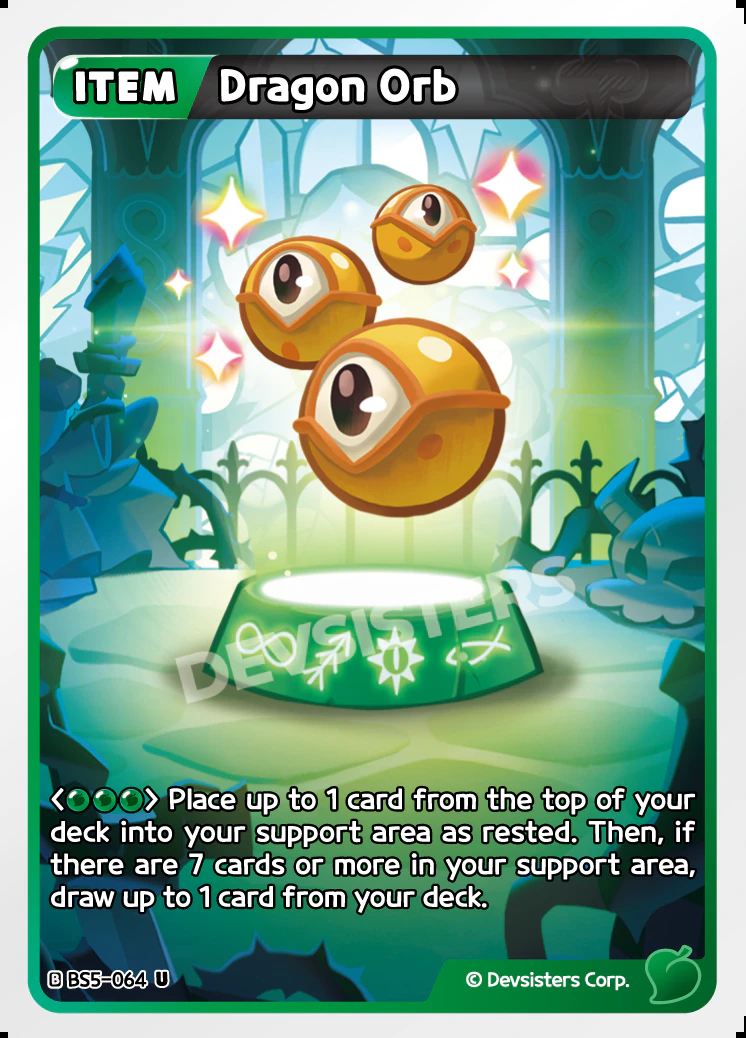 ITEM Dragon Orb
DEVSISTERS
<●●●> Place up to 1 card from the top of your
deck into your support area as rested. Then, if
there are 7 cards or more in your support area,
draw up to 1 card from your deck.
B BS5-064 U © Devsisters Corp.